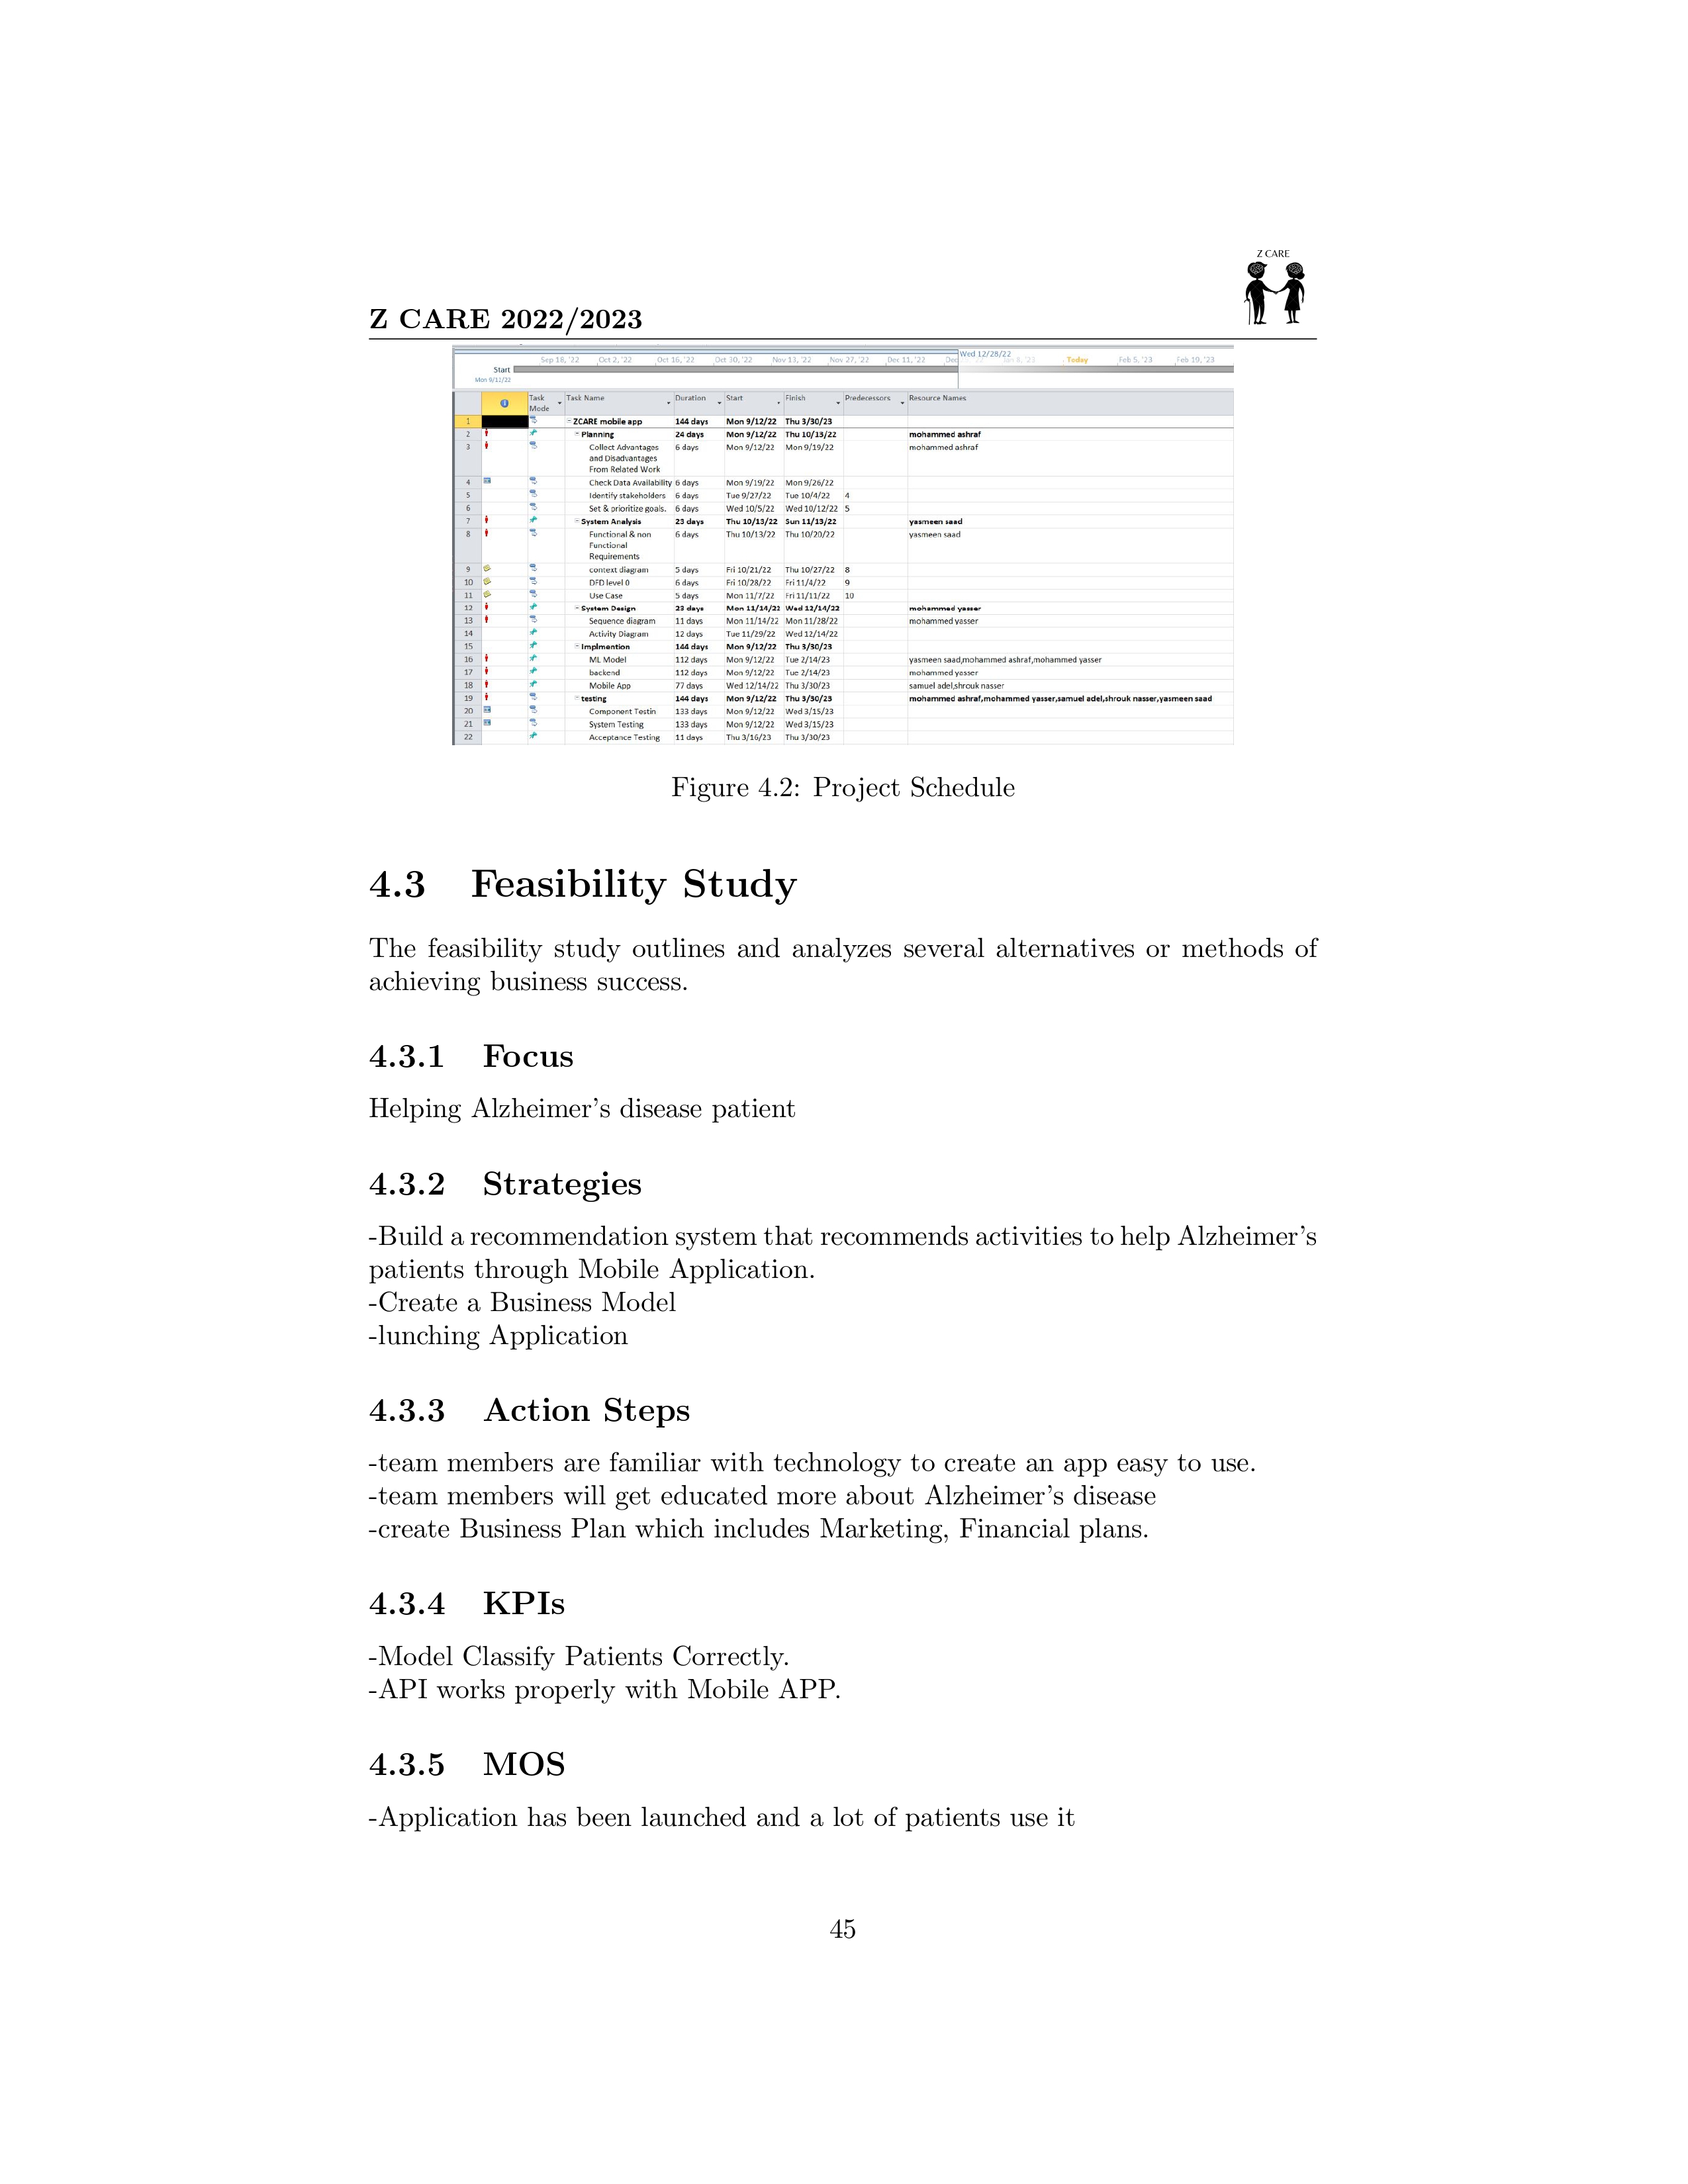 Z CARE
Z CARE 2022/2023
Wed 12/28/22
Sep 18, '22 Oct 2, '22 Oct 16, '22 Oct 30, '22 Nov 13, '22 Nov 27, '22 Dec 11, '22 Dec Today Feb 5, '23 Feb 19, '23
Start
Mon 9/12/22
Task Mode Task Name Duration Start Finish Predecessors Resource Names
1 ZCARE mobile app 144 days Mon 9/12/22 Thu 3/30/23
2 Planning 24 days Mon 9/12/22 Thu 10/13/22 mohammed ashraf
3 Collect Advantages 6 days Mon 9/12/22 Mon 9/19/22 mohammed ashraf
and Disadvantages
From Related Work
4 Check Data Availability 6 days Mon 9/19/22 Mon 9/26/22
5 Identify stakeholders 6 days Tue 9/27/22 Tue 10/4/22 4
6 Set & prioritize goals. 6 days Wed 10/5/22 Wed 10/12/22 5
7 System Analysis 23 days Thu 10/13/22 Sun 11/13/22 yasmeen saad
8 Functional & non 6 days Thu 10/13/22 Thu 10/20/22 yasmeen saad
Functional
Requirements
9 context diagram 5 days Fri 10/21/22 Thu 10/27/22 8
10 DFD level 0 6 days Fri 10/28/22 Fri 11/4/22 9
11 Use Case 5 days Mon 11/7/22 Fri 11/11/22 10
12 System Design 23 days Mon 11/14/22 Wed 12/14/22 mohammed yasser
13 Sequence diagram 11 days Mon 11/14/22 Mon 11/28/22 mohammed yasser
14 Activity Diagram 12 days Tue 11/29/22 Wed 12/14/22
15 Implmention 144 days Mon 9/12/22 Thu 3/30/23
16 ML Model 112 days Mon 9/12/22 Tue 2/14/23 yasmeen saad,mohammed ashraf,mohammed yasser
17 backend 112 days Mon 9/12/22 Tue 2/14/23 mohammed yasser
18 Mobile App 77 days Wed 12/14/22 Thu 3/30/23 samuel adel,shrouk nasser
19 testing 144 days Mon 9/12/22 Thu 3/30/23 mohammed ashraf,mohammed yasser,samuel adel,shrouk nasser,yasmeen saad
20 Component Testin 133 days Mon 9/12/22 Wed 3/15/23
21 System Testing 133 days Mon 9/12/22 Wed 3/15/23
22 Acceptance Testing 11 days Thu 3/16/23 Thu 3/30/23
Figure 4.2: Project Schedule
4.3 Feasibility Study
The feasibility study outlines and analyzes several alternatives or methods of
achieving business success.
4.3.1 Focus
Helping Alzheimer's disease patient
4.3.2 Strategies
-Build a recommendation system that recommends activities to help Alzheimer's
patients through Mobile Application.
-Create a Business Model
-lunching Application
4.3.3 Action Steps
-team members are familiar with technology to create an app easy to use.
-team members will get educated more about Alzheimer's disease
-create Business Plan which includes Marketing, Financial plans.
4.3.4 KPIs
-Model Classify Patients Correctly.
-API works properly with Mobile APP.
4.3.5 MOS
-Application has been launched and a lot of patients use it
45